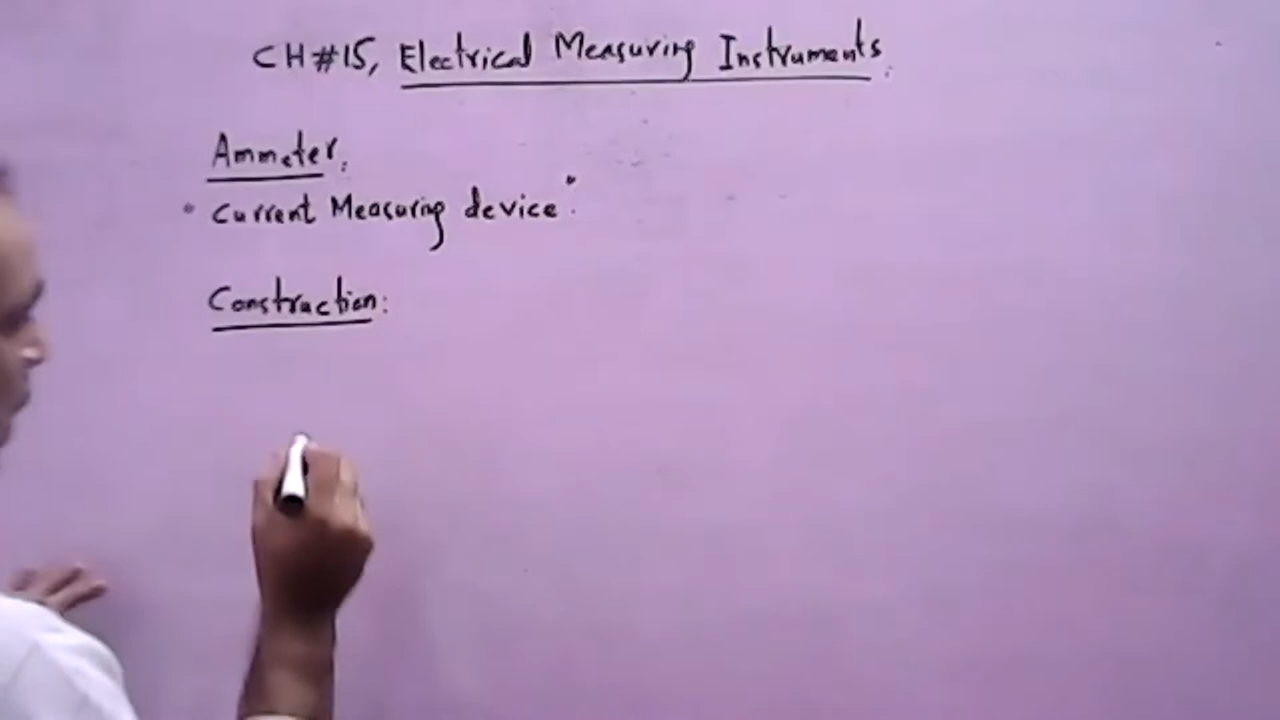 CH#15, Electrical Measuring Instruments.
Ammeter.
"Current Measuring device".
Construction: